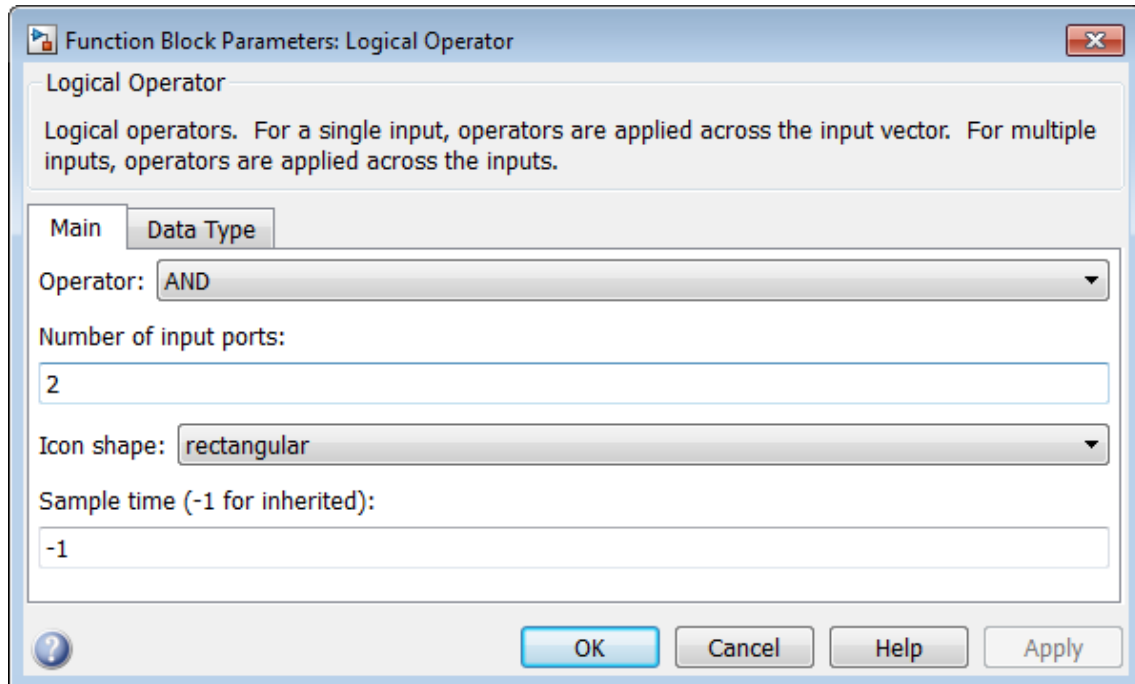 Function Block Parameters: Logical Operator
Logical Operator
Logical operators. For a single input, operators are applied across the input vector. For multiple
inputs, operators are applied across the inputs.
Main
Data Type
Operator: AND
Number of input ports:
2
Icon shape: rectangular
Sample time (-1 for inherited):
-1
? OK Cancel Help Apply